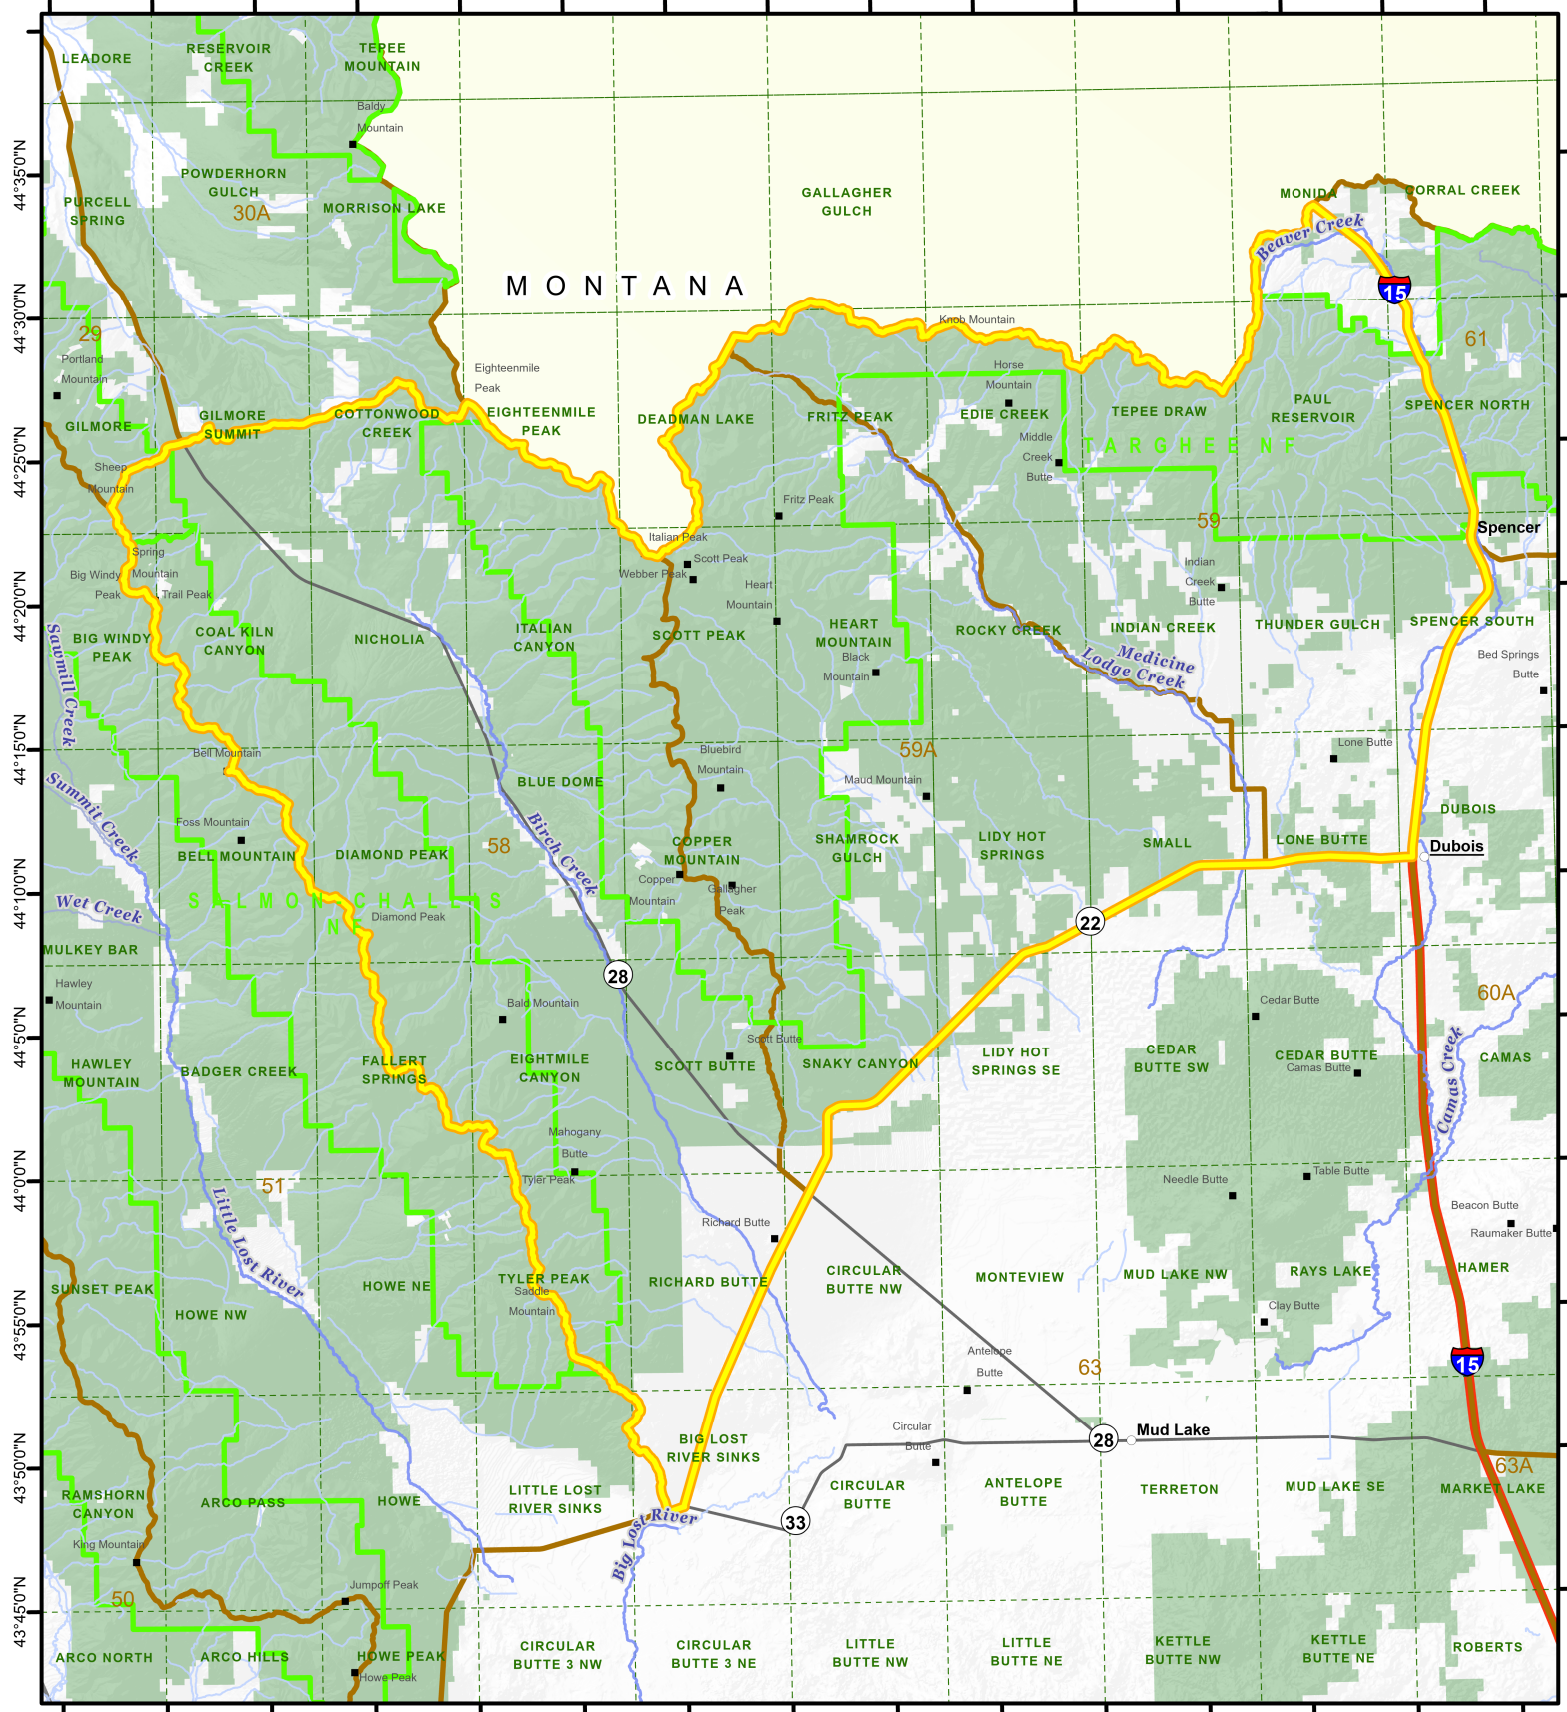 LEADORE
RESERVOIR
CREEK
TEPEE
MOUNTAIN
Baldy
Mountain
44°35'0"N
POWDERHORN
GULCH
PURCELL
SPRING
30A
MORRISON LAKE
GALLAGHER
GULCH
MONIDA
CORRAL CREEK
Beaver Creek
MONTANA
15
44°30'0"N
29
Portland
Mountain
Knob Mountain
61
Eighteenmile
Peak
Horse
Mountain
GILMORE
GILMORE
SUMMIT
COTTONWOOD
CREEK
EIGHTEENMILE
PEAK
DEADMAN LAKE
FRITZ PEAK
EDIE CREEK
TEPEE DRAW
PAUL
RESERVOIR
SPENCER NORTH
TARGHEE NF
44°25'0"N
Sheep
Mountain
Middle
Creek
Butte
Fritz Peak
59
Spencer
Spring
Mountain
Big Windy
Peak
Trail Peak
Italian Peak
Scott Peak
Webber Peak
Heart
Mountain
Indian
Creek
Butte
44°20'0"N
BIG WINDY
PEAK
COAL KILN
CANYON
NICHOLIA
ITALIAN
CANYON
SCOTT PEAK
HEART
MOUNTAIN
ROCKY CREEK
INDIAN CREEK
THUNDER GULCH
SPENCER SOUTH
Black
Mountain
Medicine
Lodge Creek
Bed Springs
Butte
Sawmill Creek
44°15'0"N
Bell Mountain
Bluebird
Mountain
59A
Lone Butte
BLUE DOME
Maud Mountain
Summit Creek
Foss Mountain
BELL MOUNTAIN
DIAMOND PEAK
58
Birch Creek
COPPER
MOUNTAIN
SHAMROCK
GULCH
LIDY HOT
SPRINGS
SMALL
LONE BUTTE
DUBOIS
Dubois
44°10'0"N
Copper
Mountain
Gallagher
Peak
SALMON-CHALLIS
NF
Wet Creek
Diamond Peak
22
MULKEY BAR
28
Hawley
Mountain
Bald Mountain
Cedar Butte
60A
44°5'0"N
HAWLEY
MOUNTAIN
BADGER CREEK
FALLERT
SPRINGS
EIGHTMILE
CANYON
Scott Butte
SCOTT BUTTE
SNAKY CANYON
LIDY HOT
SPRINGS SE
CEDAR
BUTTE SW
CEDAR BUTTE
Camas Butte
CAMAS
Camas Creek
Mahogany
Butte
44°0'0"N
51
Tyler Peak
Needle Butte
Table Butte
Little Lost River
Richard Butte
Beacon Butte
Raumaker Butte
SUNSET PEAK
HOWE NW
HOWE NE
TYLER PEAK
Saddle
Mountain
RICHARD BUTTE
CIRCULAR
BUTTE NW
MONTEVIEW
MUD LAKE NW
RAYS LAKE
HAMER
43°55'0"N
Clay Butte
Antelope
Butte
63
15
Circular
Butte
28
Mud Lake
BIG LOST
RIVER SINKS
43°50'0"N
63A
RAMSHORN
CANYON
ARCO PASS
HOWE
LITTLE LOST
RIVER SINKS
CIRCULAR
BUTTE
ANTELOPE
BUTTE
TERRETON
MUD LAKE SE
MARKET LAKE
33
Big Lost River
King Mountain
Jumpoff Peak
50
43°45'0"N
ARCO NORTH
ARCO HILLS
HOWE PEAK
Howe Peak
CIRCULAR
BUTTE 3 NW
CIRCULAR
BUTTE 3 NE
LITTLE
BUTTE NW
LITTLE
BUTTE NE
KETTLE
BUTTE NW
KETTLE
BUTTE NE
ROBERTS